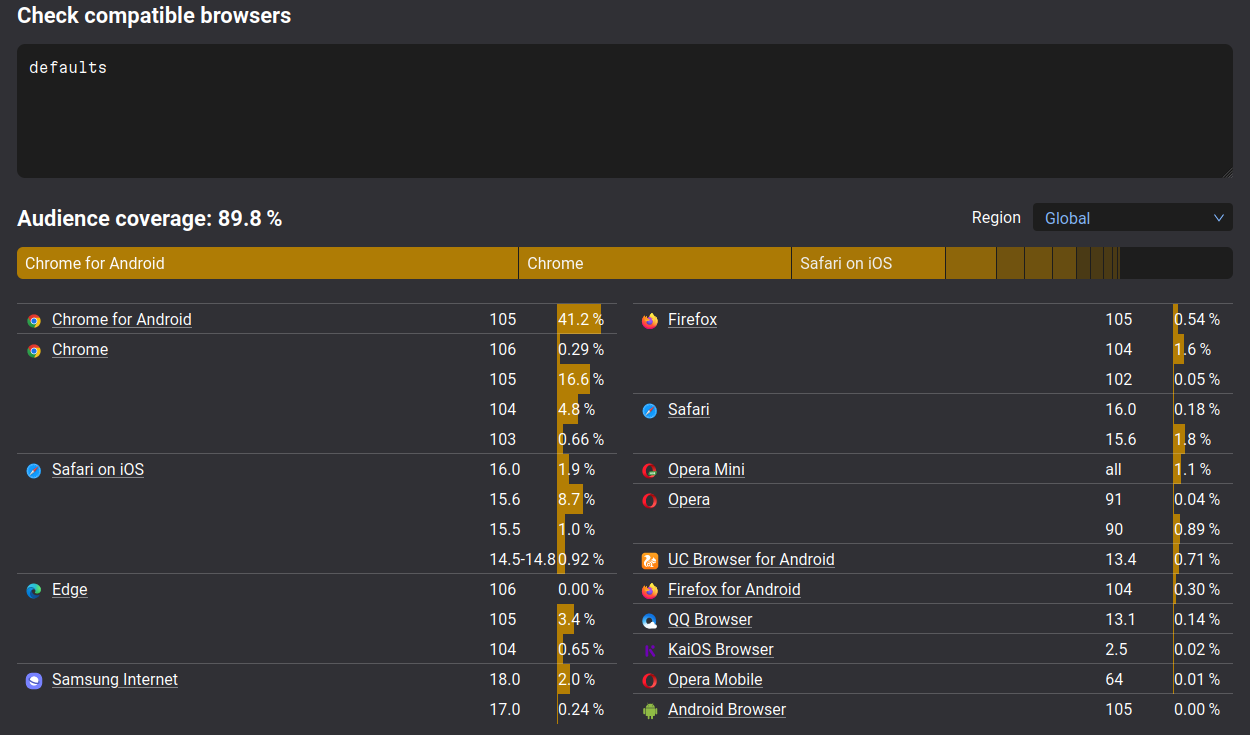 Check compatible browsers
defaults
Audience coverage: 89.8 %
Region Global
Chrome for Android Chrome Safari on iOS
Chrome for Android 105 41.2 %
Chrome 106 0.29 %
105 16.6 %
104 4.8 %
103 0.66 %
Safari on iOS 16.0 1.9 %
15.6 8.7 %
15.5 1.0 %
14.5-14.8 0.92 %
Edge 106 0.00 %
105 3.4 %
104 0.65 %
Samsung Internet 18.0 2.0 %
17.0 0.24 %
Firefox 105 0.54 %
104 1.6 %
102 0.05 %
Safari 16.0 0.18 %
15.6 1.8 %
Opera Mini all 1.1 %
Opera 91 0.04 %
90 0.89 %
UC Browser for Android 13.4 0.71 %
Firefox for Android 104 0.30 %
QQ Browser 13.1 0.14 %
KaiOS Browser 2.5 0.02 %
Opera Mobile 64 0.01 %
Android Browser 105 0.00 %